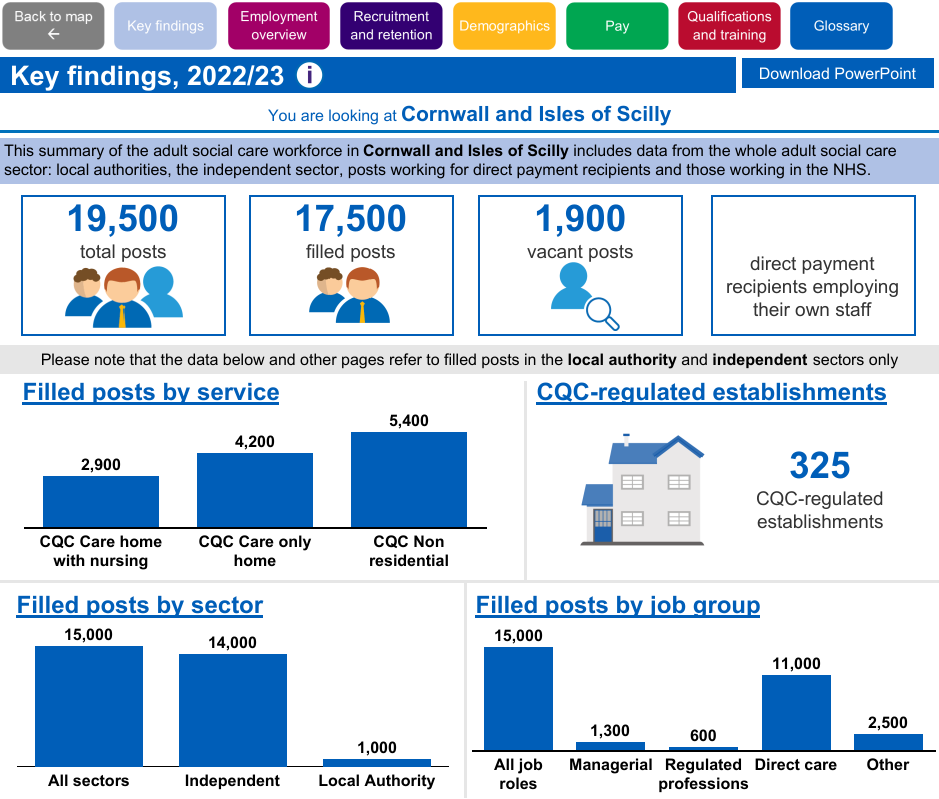 Back to map
←
Key findings
Employment
overview
Recruitment
and retention
Demographics
Pay
Qualifications
and training
Glossary
Key findings, 2022/23 i
Download PowerPoint
You are looking at Cornwall and Isles of Scilly
This summary of the adult social care workforce in Cornwall and Isles of Scilly includes data from the whole adult social care
sector: local authorities, the independent sector, posts working for direct payment recipients and those working in the NHS.
19,500
total posts
17,500
filled posts
1,900
vacant posts
direct payment
recipients employing
their own staff
Please note that the data below and other pages refer to filled posts in the local authority and independent sectors only
Filled posts by service
2,900
4,200
5,400
CQC Care home
with nursing
CQC Care only
home
CQC Non
residential
CQC-regulated establishments
325
CQC-regulated
establishments
Filled posts by sector
15,000
14,000
1,000
All sectors
Independent
Local Authority
Filled posts by job group
15,000
1,300
600
11,000
2,500
All job
roles
Managerial
Regulated
professions
Direct care
Other